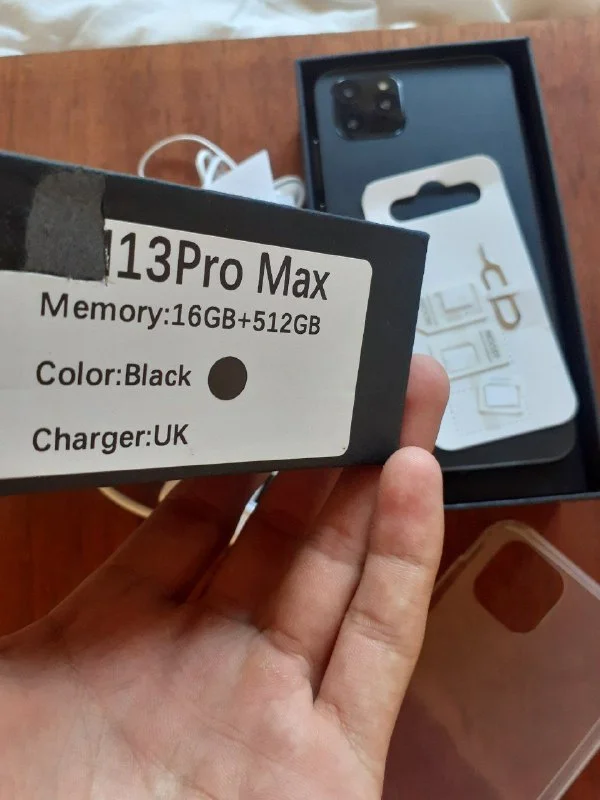 13Pro Max
Memory:16GB+512GB
Color:Black
Charger:UK